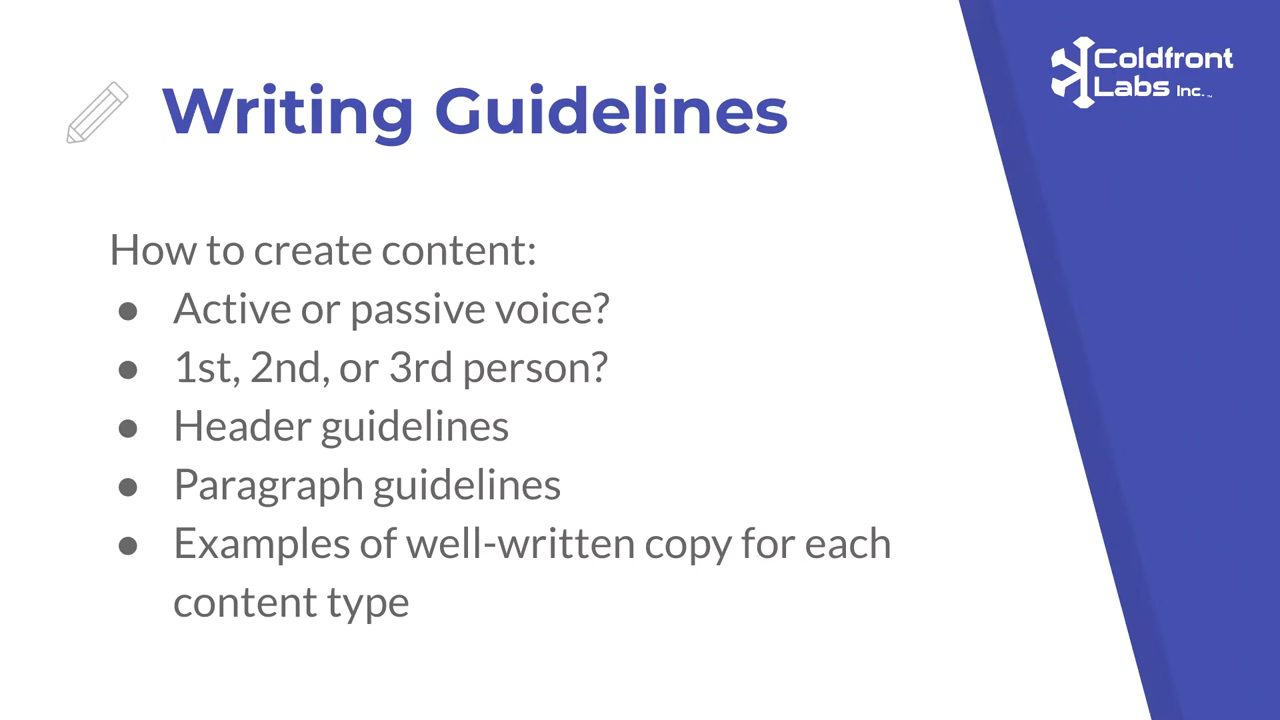 Coldfront
Labs Inc.
Writing Guidelines
How to create content:
● Active or passive voice?
● 1st, 2nd, or 3rd person?
● Header guidelines
● Paragraph guidelines
● Examples of well-written copy for each
content type